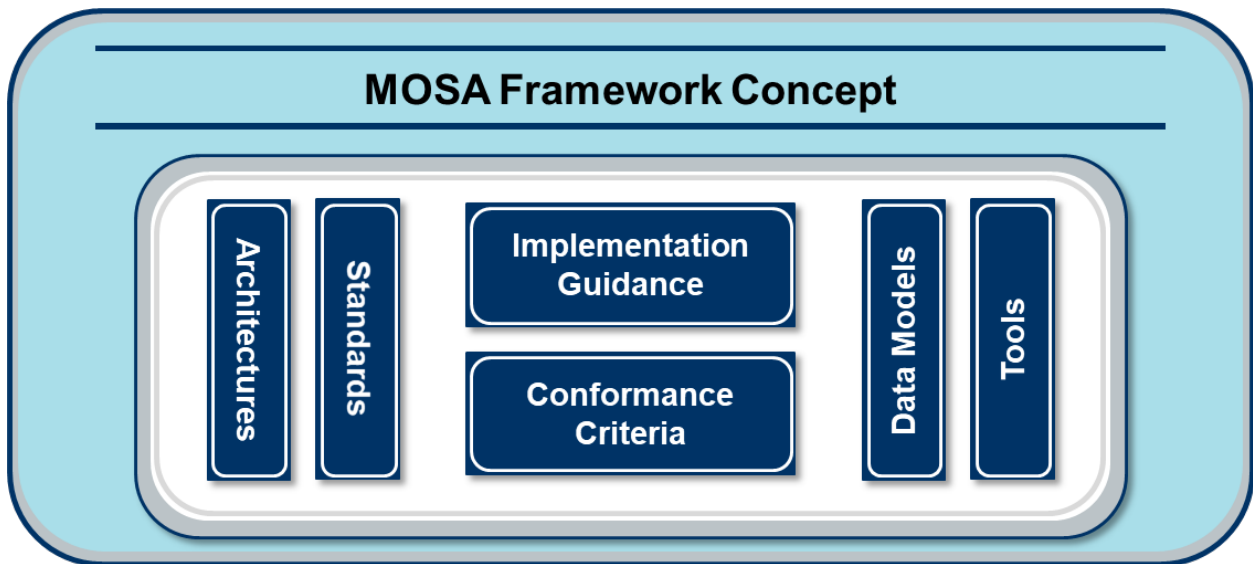 MOSA Framework Concept
Architectures
Standards
Implementation
Guidance
Conformance
Criteria
Data Models
Tools